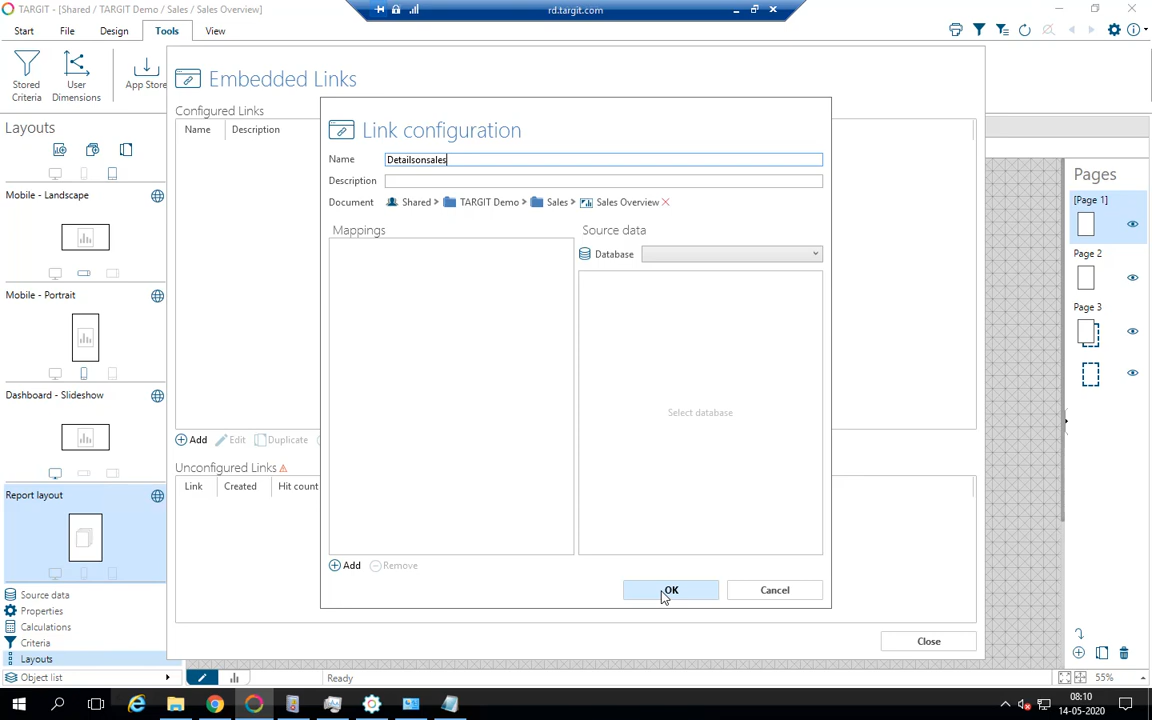 TARGIT - [Shared / TARGIT Demo / Sales / Sales Overview]
rd.targit.com
Start File Design Tools View
Stored Criteria
User Dimensions
App Store
Layouts
Mobile - Landscape
Mobile - Portrait
Dashboard - Slideshow
Report layout
Source data
Properties
Calculations
Criteria
Layouts
Object list
Embedded Links
Configured Links
Name Description
Add Edit Duplicate
Unconfigured Links
Link Created Hit count
Close
Link configuration
Name Detailsonsales
Description
Document Shared > TARGIT Demo > Sales > Sales Overview
Mappings
Source data
Database
Select database
Add Remove
OK Cancel
Pages
[Page 1]
Page 2
Page 3
Ready
55%
08:10
14-05-2020